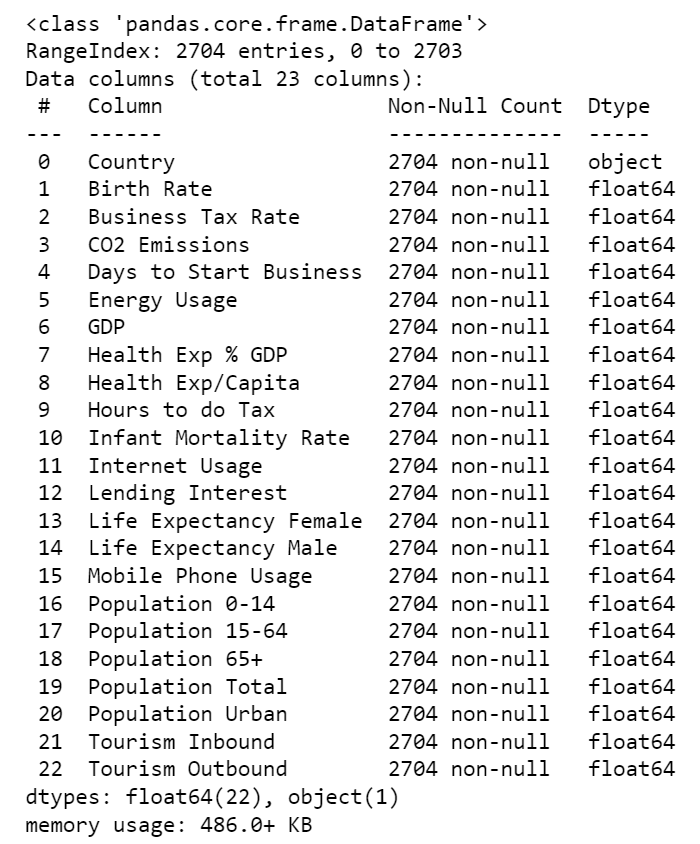 <class 'pandas.core.frame.DataFrame'>
RangeIndex: 2704 entries, 0 to 2703
Data columns (total 23 columns):
 #   Column                  Non-Null Count  Dtype
---  ------                  --------------  -----
 0   Country                 2704 non-null   object
 1   Birth Rate              2704 non-null   float64
 2   Business Tax Rate       2704 non-null   float64
 3   CO2 Emissions           2704 non-null   float64
 4   Days to Start Business  2704 non-null   float64
 5   Energy Usage            2704 non-null   float64
 6   GDP                     2704 non-null   float64
 7   Health Exp % GDP        2704 non-null   float64
 8   Health Exp/Capita       2704 non-null   float64
 9   Hours to do Tax         2704 non-null   float64
 10  Infant Mortality Rate   2704 non-null   float64
 11  Internet Usage          2704 non-null   float64
 12  Lending Interest        2704 non-null   float64
 13  Life Expectancy Female  2704 non-null   float64
 14  Life Expectancy Male    2704 non-null   float64
 15  Mobile Phone Usage      2704 non-null   float64
 16  Population 0-14         2704 non-null   float64
 17  Population 15-64        2704 non-null   float64
 18  Population 65+          2704 non-null   float64
 19  Population Total        2704 non-null   float64
 20  Population Urban        2704 non-null   float64
 21  Tourism Inbound         2704 non-null   float64
 22  Tourism Outbound        2704 non-null   float64
dtypes: float64(22), object(1)
memory usage: 486.0+ KB